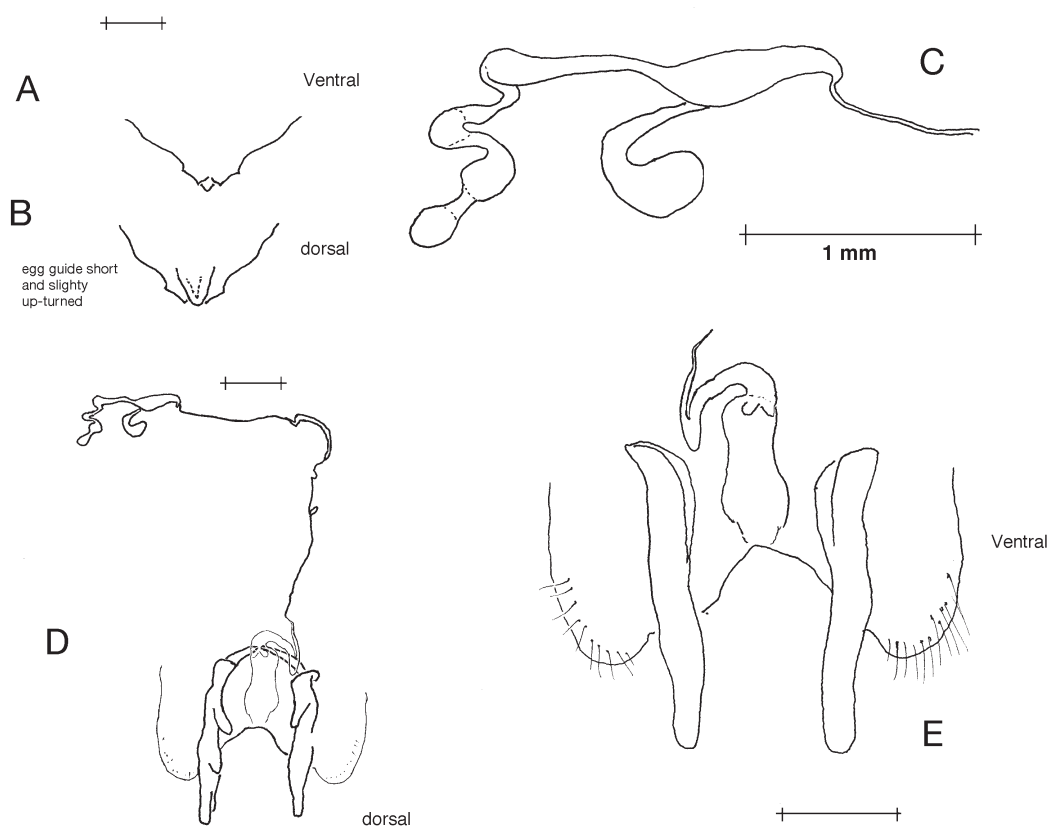 A
Ventral
C
B
dorsal
egg guide short
and slighty
up-turned
1 mm
Ventral
D
E
dorsal